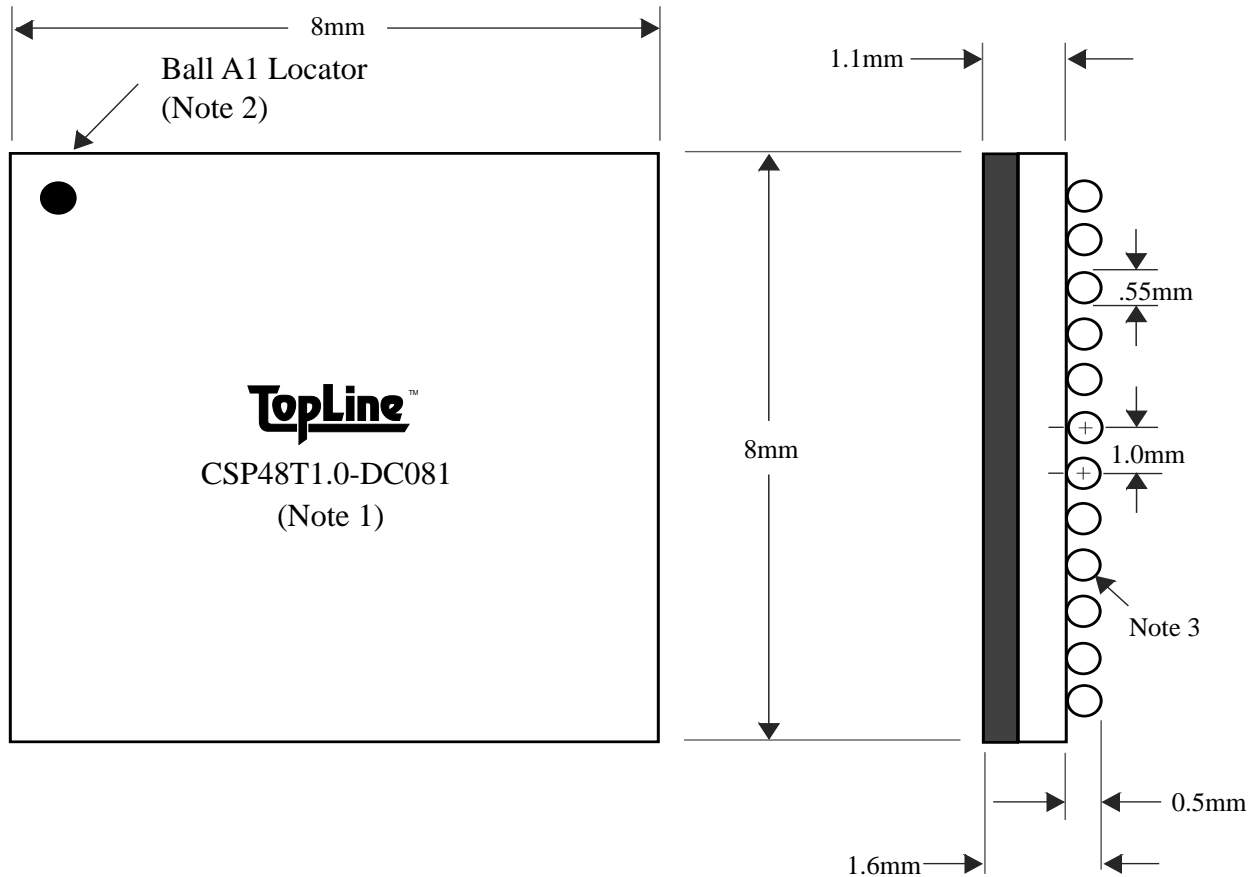 8mm
Ball A1 Locator
(Note 2)
1.1mm
.55mm
TopLine™
CSP48T1.0-DC081
(Note 1)
8mm
1.0mm
Note 3
0.5mm
1.6mm